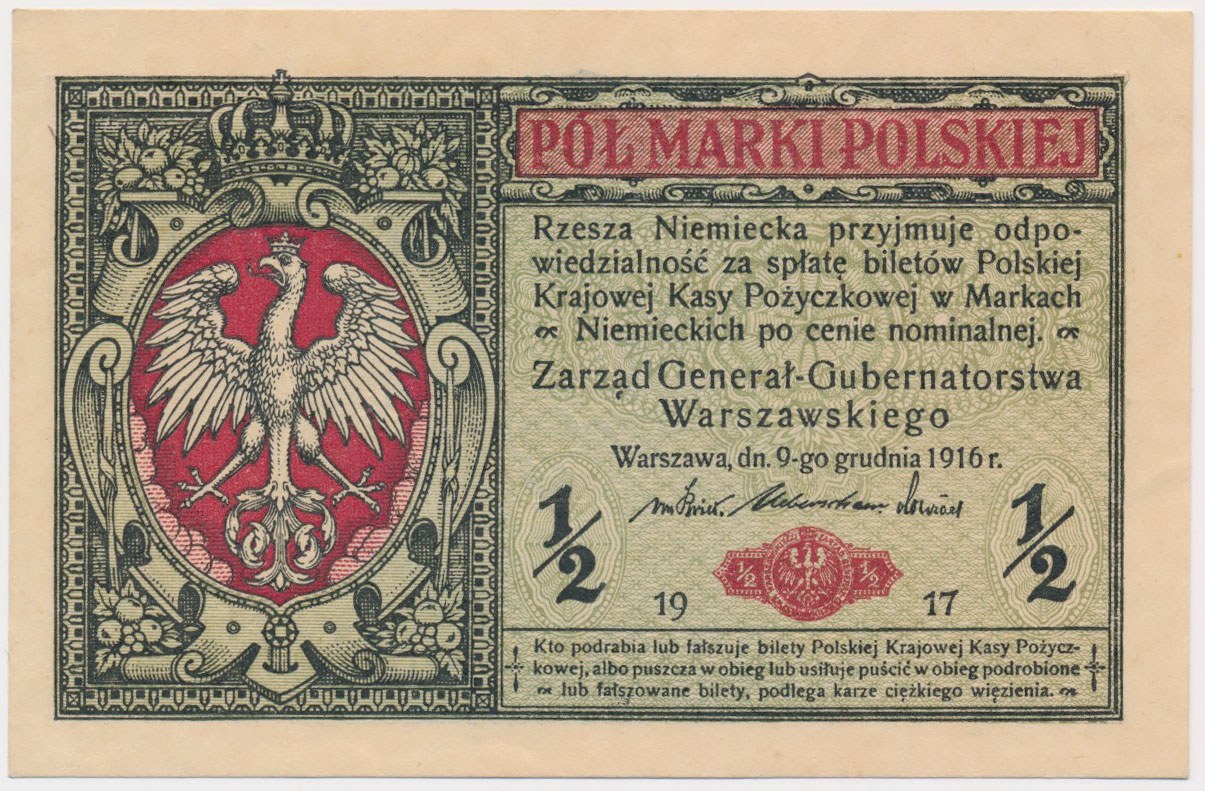 PÓŁ MARKI POLSKIEJ
Rzesza Niemiecka przyjmuje odpo-
wiedzialność za spłatę biletów Polskiej
Krajowej Kasy Pożyczkowej w Markach
Niemieckich po cenie nominalnej.
Zarząd Generał-Gubernatorstwa
Warszawskiego
Warszawa, dn. 9-go grudnia 1916 r.
1/2 1/2
1/2 1/2
19 17
Kto podrabia lub fałszuje bilety Polskiej Krajowej Kasy Pożycz-
kowej, albo puszcza w obieg lub usiłuje puścić w obieg podrobione
lub fałszowane bilety, podlega karze ciężkiego więzienia.